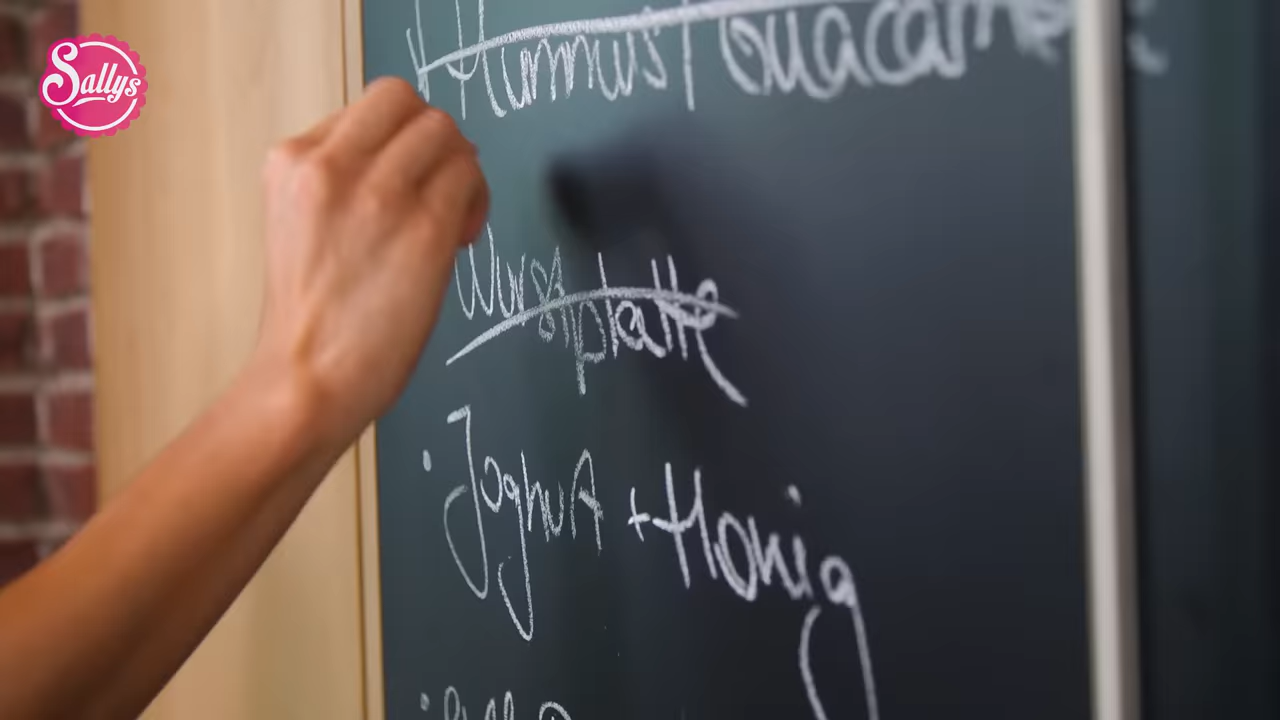 Sallys
Hummus / Guacamole
Wurstplatte
• Joghurt + Honig